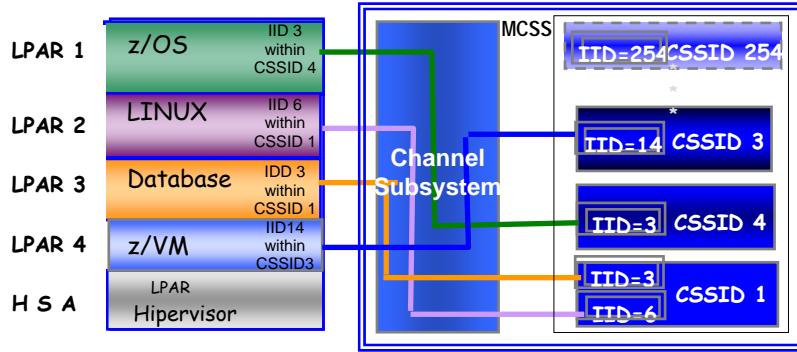 LPAR 1
z/OS
IID 3
within
CSSID 4
LPAR 2
LINUX
IID 6
within
CSSID 1
LPAR 3
Database
IDD 3
within
CSSID 1
LPAR 4
z/VM
IID14
within
CSSID3
H S A
LPAR
Hipervisor
MCSS
Channel
Subsystem
IID=254 CSSID 254
*
*
*
IID=14 CSSID 3
IID=3 CSSID 4
IID=3
CSSID 1
IID=6